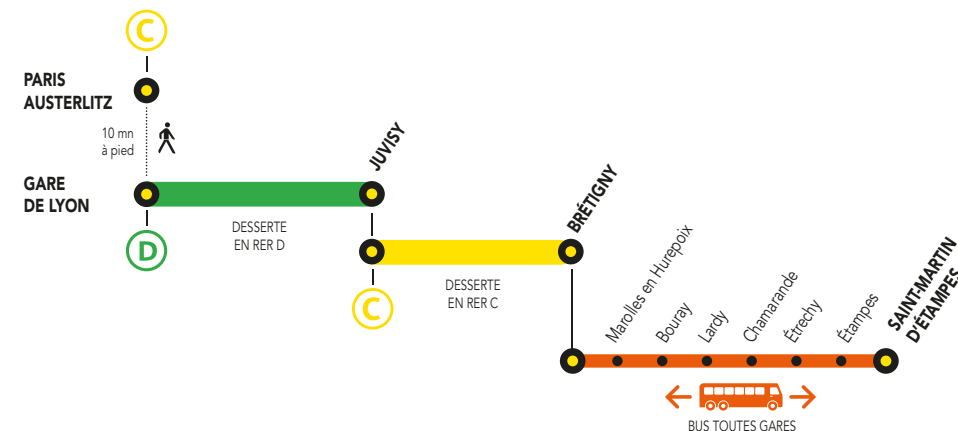 C
PARIS
AUSTERLITZ
10 mn
à pied
GARE
DE LYON
D
DESSERTE
EN RER D
JUVISY
C
DESSERTE
EN RER C
BRÉTIGNY
Marolles en Hurepoix
Bouray
Lardy
Chamarande
Étrechy
Étampes
SAINT-MARTIN
D'ÉTAMPES
BUS TOUTES GARES